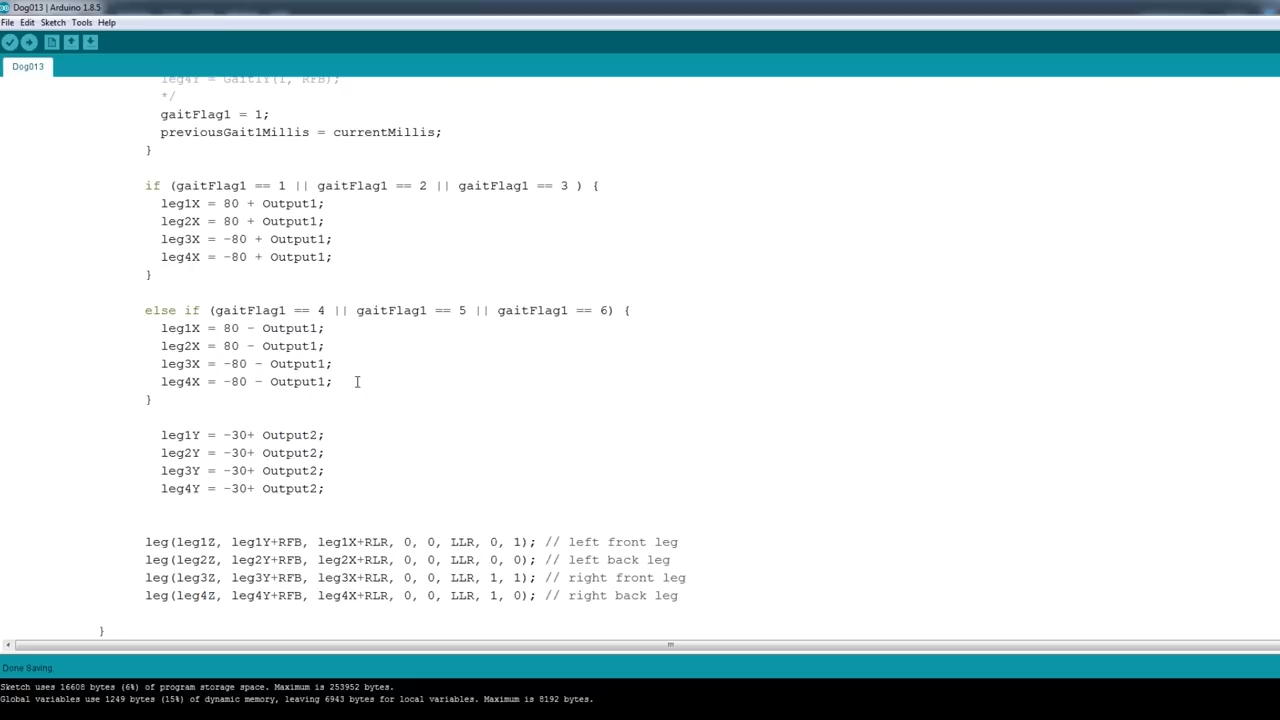 Dog013 | Arduino 1.8.5
File Edit Sketch Tools Help
Dog013
leg4Y = Gait1Y(1, RFB);
*/
gaitFlag1 = 1;
previousGait1Millis = currentMillis;
}
if (gaitFlag1 == 1 || gaitFlag1 == 2 || gaitFlag1 == 3 ) {
leg1X = 80 + Output1;
leg2X = 80 + Output1;
leg3X = -80 + Output1;
leg4X = -80 + Output1;
}
else if (gaitFlag1 == 4 || gaitFlag1 == 5 || gaitFlag1 == 6) {
leg1X = 80 - Output1;
leg2X = 80 - Output1;
leg3X = -80 - Output1;
leg4X = -80 - Output1;
}
leg1Y = -30+ Output2;
leg2Y = -30+ Output2;
leg3Y = -30+ Output2;
leg4Y = -30+ Output2;
leg(leg1Z, leg1Y+RFB, leg1X+RLR, 0, 0, LLR, 0, 1); // left front leg
leg(leg2Z, leg2Y+RFB, leg2X+RLR, 0, 0, LLR, 0, 0); // left back leg
leg(leg3Z, leg3Y+RFB, leg3X+RLR, 0, 0, LLR, 1, 1); // right front leg
leg(leg4Z, leg4Y+RFB, leg4X+RLR, 0, 0, LLR, 1, 0); // right back leg
}
Done Saving.
Sketch uses 16608 bytes (6%) of program storage space. Maximum is 253952 bytes.
Global variables use 1249 bytes (15%) of dynamic memory, leaving 6943 bytes for local variables. Maximum is 8192 bytes.